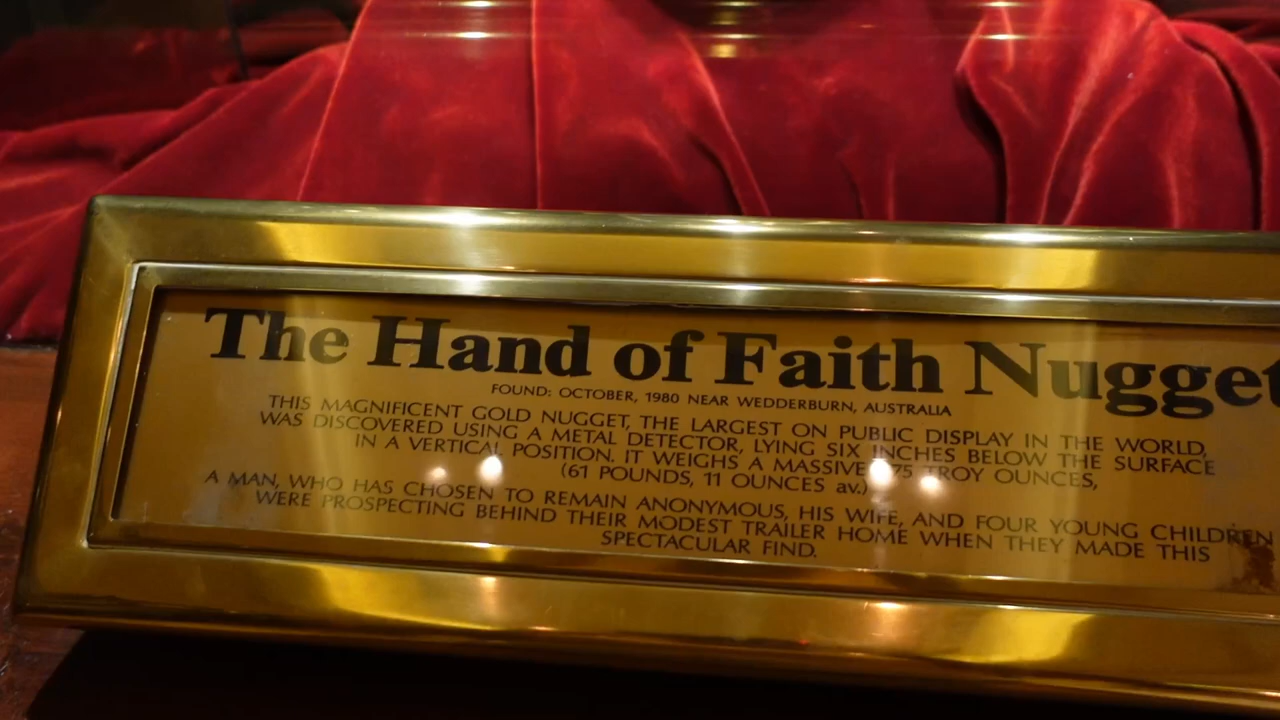 The Hand of Faith Nugget
FOUND: OCTOBER, 1980 NEAR WEDDERBURN, AUSTRALIA
THIS MAGNIFICENT GOLD NUGGET, THE LARGEST ON PUBLIC DISPLAY IN THE WORLD,
WAS DISCOVERED USING A METAL DETECTOR, LYING SIX INCHES BELOW THE SURFACE
IN A VERTICAL POSITION. IT WEIGHS A MASSIVE TROY OUNCES,
(61 POUNDS, 11 OUNCES av.)
A MAN, WHO HAS CHOSEN TO REMAIN ANONYMOUS, HIS WIFE, AND FOUR YOUNG CHILDREN
WERE PROSPECTING BEHIND THEIR MODEST TRAILER HOME WHEN THEY MADE THIS
SPECTACULAR FIND.